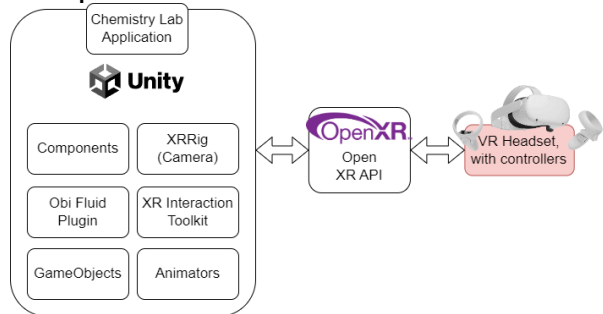 Chemistry Lab
Application
Unity
Components
XRRig
(Camera)
Obi Fluid
Plugin
XR Interaction
Toolkit
GameObjects
Animators
OpenXR
Open
XR API
VR Headset,
with controllers